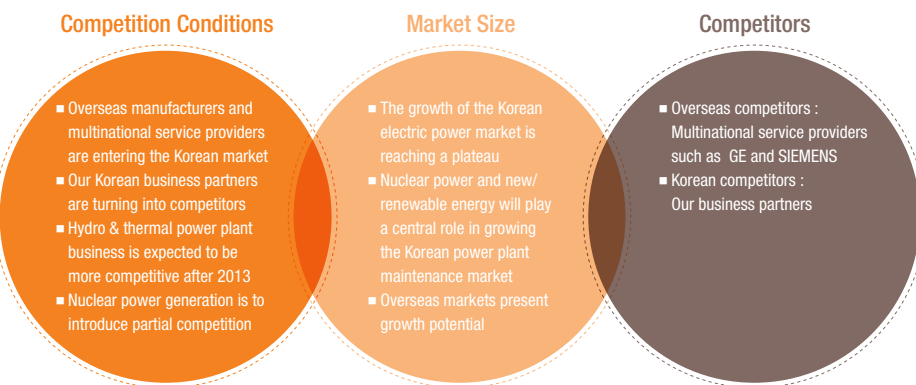 Competition Conditions
■ Overseas manufacturers and
multinational service providers
are entering the Korean market
■ Our Korean business partners
are turning into competitors
■ Hydro & thermal power plant
business is expected to be
more competitive after 2013
■ Nuclear power generation is to
introduce partial competition
Market Size
■ The growth of the Korean
electric power market is
reaching a plateau
■ Nuclear power and new/
renewable energy will play
a central role in growing
the Korean power plant
maintenance market
■ Overseas markets present
growth potential
Competitors
■ Overseas competitors :
Multinational service providers
such as GE and SIEMENS
■ Korean competitors :
Our business partners